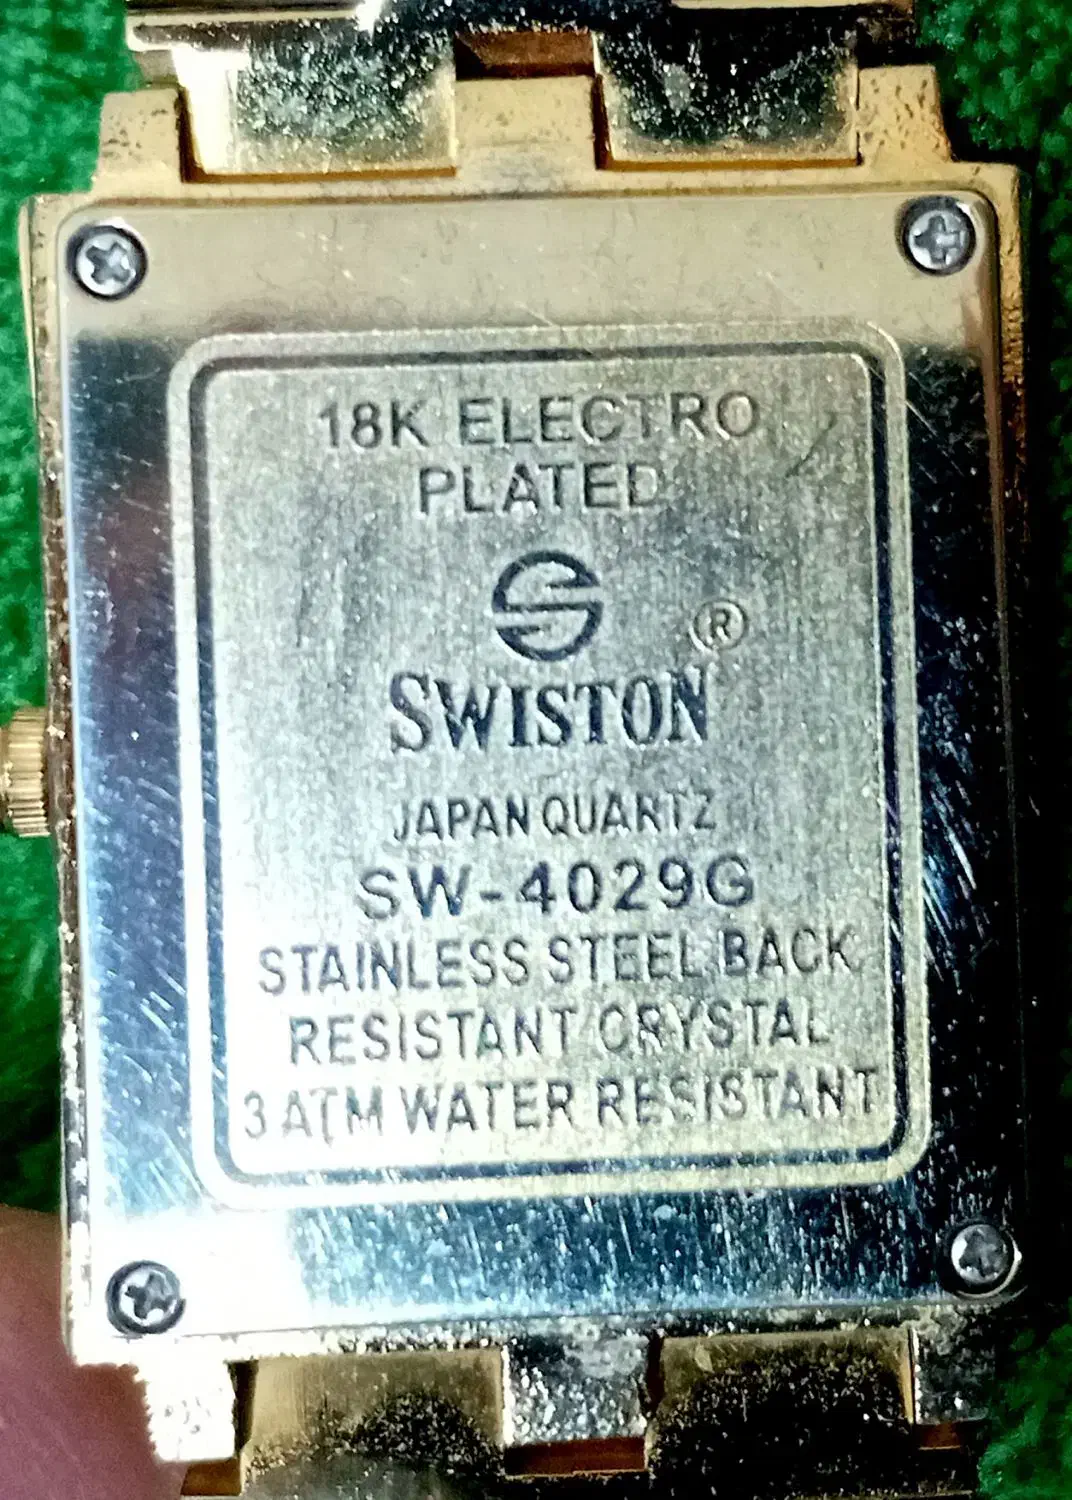 18K ELECTRO
PLATED
®
SWISTON
JAPAN QUARTZ
SW-4029G
STAINLESS STEEL BACK
RESISTANT CRYSTAL
3 ATM WATER RESISTANT